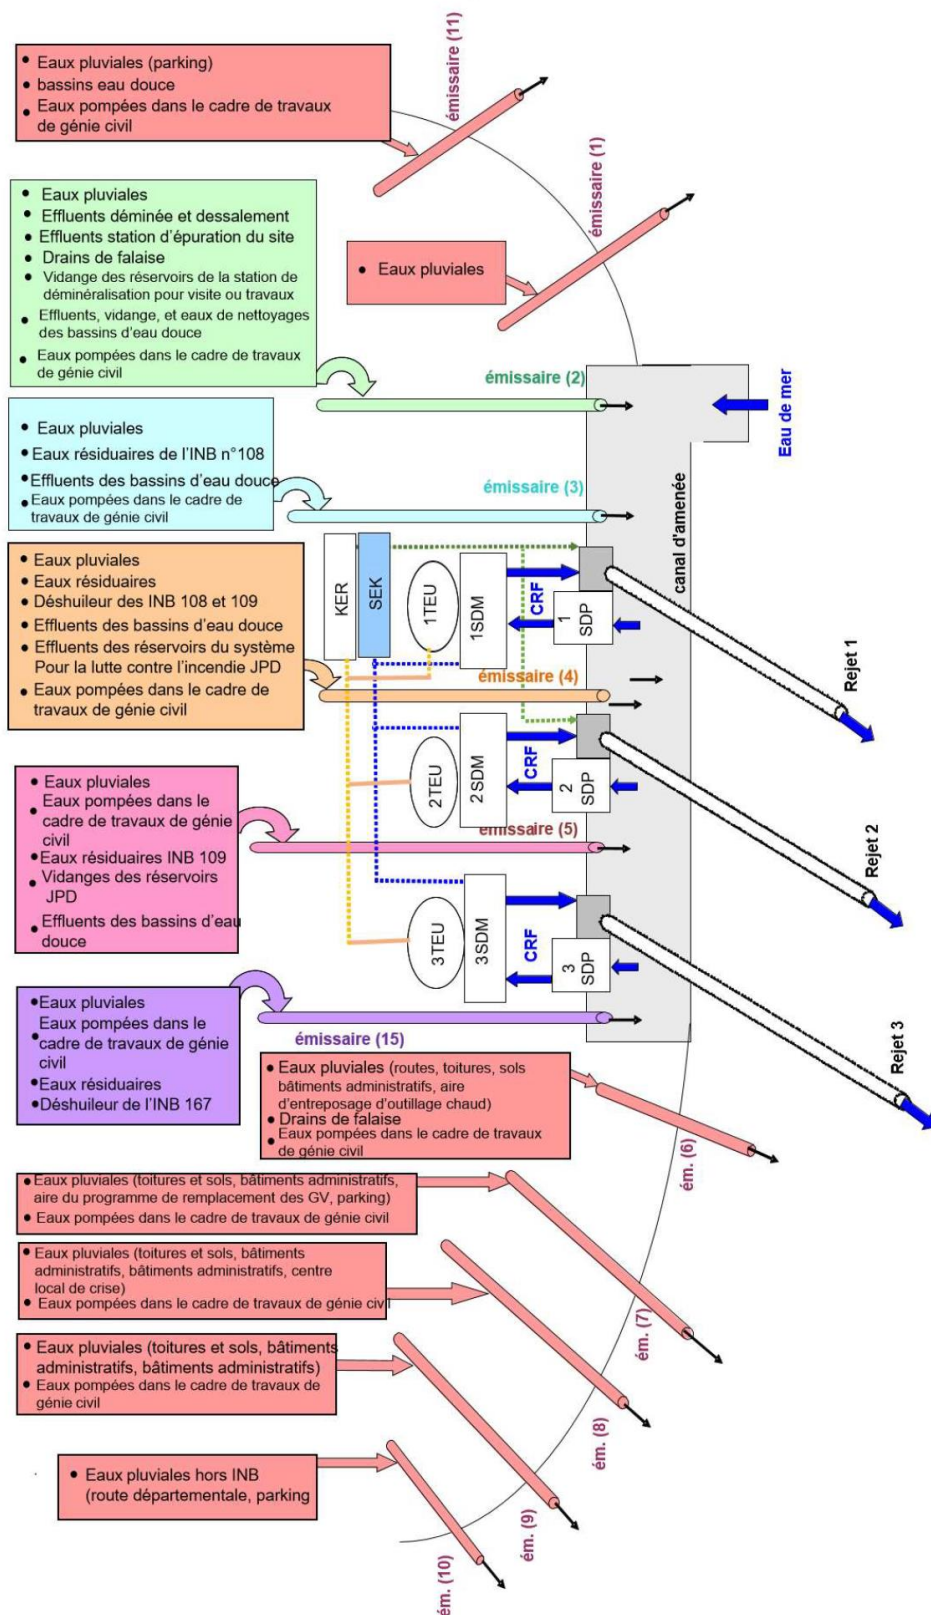 émissaire (11)
• Eaux pluviales (parking)
• bassins eau douce
• Eaux pompées dans le cadre de travaux
de génie civil
émissaire (1)
• Eaux pluviales
• Eaux pluviales
• Effluents déminée et dessalement
• Effluents station d'épuration du site
• Drains de falaise
• Vidange des réservoirs de la station de
déminéralisation pour visite ou travaux
• Effluents, vidange, et eaux de nettoyages
des bassins d'eau douce
• Eaux pompées dans le cadre de travaux
de génie civil
émissaire (2)
Eau de mer
• Eaux pluviales
• Eaux résiduaires de l'INB n°108
• Effluents des bassins d'eau douce
• Eaux pompées dans le cadre de
travaux de génie civil
émissaire (3)
canal d'amenée
• Eaux pluviales
• Eaux résiduaires
• Déshuileur des INB 108 et 109
• Effluents des bassins d'eau douce
• Effluents des réservoirs du système
Pour la lutte contre l'incendie JPD
• Eaux pompées dans le cadre de
travaux de génie civil
KER
SEK
1TEU
1SDM
CRF
1
SDP
émissaire (4)
Rejet 1
• Eaux pluviales
• Eaux pompées dans le
cadre de travaux de génie
civil
• Eaux résiduaires INB 109
• Vidanges des réservoirs
JPD
• Effluents des bassins d'eau
douce
2TEU
2SDM
CRF
2
SDP
émissaire (5)
Rejet 2
3TEU
3SDM
CRF
3
SDP
• Eaux pluviales
• Eaux pompées dans le
cadre de travaux de génie
civil
• Eaux résiduaires
• Déshuileur de l'INB 167
émissaire (15)
Rejet 3
• Eaux pluviales (routes, toitures, sols
bâtiments administratifs, aire
d'entreposage d'outillage chaud)
• Drains de falaise
• Eaux pompées dans le cadre de travaux
de génie civil
ém. (6)
• Eaux pluviales (toitures et sols, bâtiments administratifs,
aire du programme de remplacement des GV, parking)
• Eaux pompées dans le cadre de travaux de génie civil
ém. (7)
• Eaux pluviales (toitures et sols, bâtiments
administratifs, bâtiments administratifs, centre
local de crise)
• Eaux pompées dans le cadre de travaux de génie civil
ém. (8)
• Eaux pluviales (toitures et sols, bâtiments
administratifs, bâtiments administratifs)
• Eaux pompées dans le cadre de travaux de
génie civil
ém. (9)
• Eaux pluviales hors INB
(route départementale, parking
ém. (10)